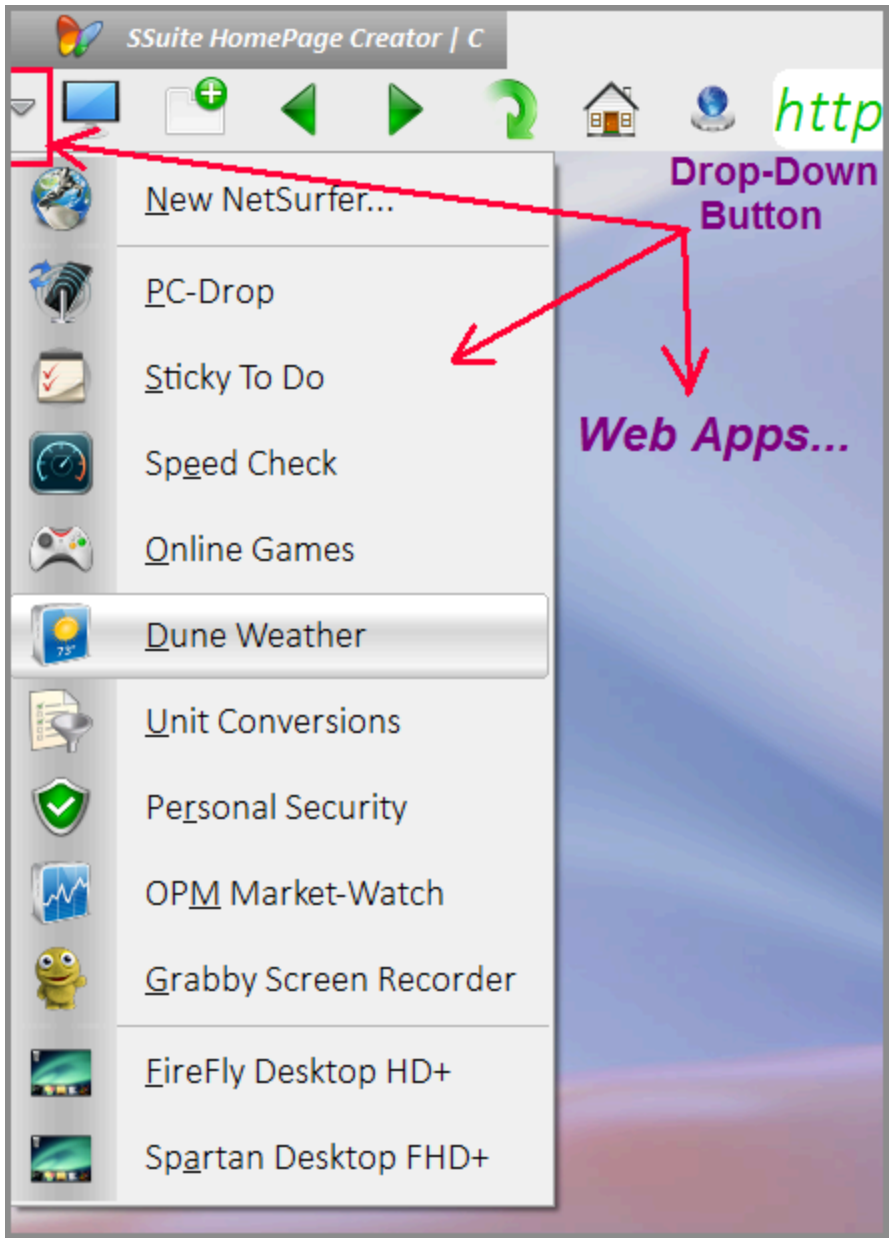 SSuite HomePage Creator | C
http
Drop-Down
Button
New NetSurfer...
PC-Drop
Sticky To Do
Web Apps...
Speed Check
Online Games
Dune Weather
73°
Unit Conversions
Personal Security
OPM Market-Watch
Grabby Screen Recorder
FireFly Desktop HD+
Spartan Desktop FHD+